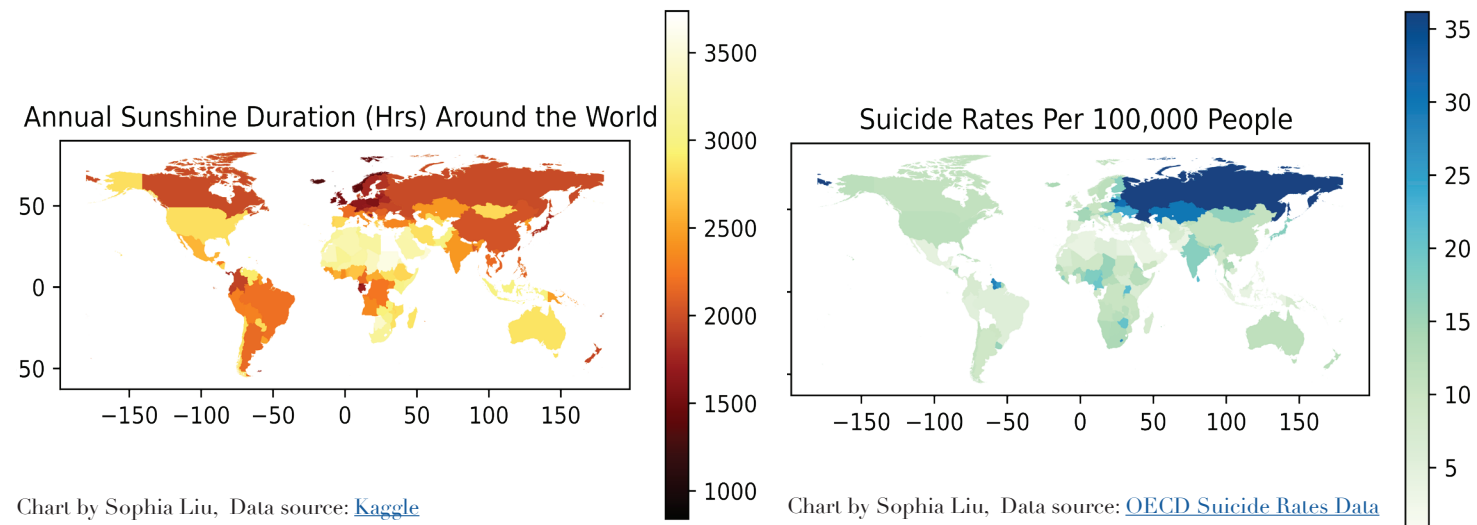 Annual Sunshine Duration (Hrs) Around the World
50
0
50
−150 −100 −50 0 50 100 150
3500
3000
2500
2000
1500
1000
Chart by Sophia Liu, Data source: Kaggle
Suicide Rates Per 100,000 People
−150 −100 −50 0 50 100 150
35
30
25
20
15
10
5
Chart by Sophia Liu, Data source: OECD Suicide Rates Data